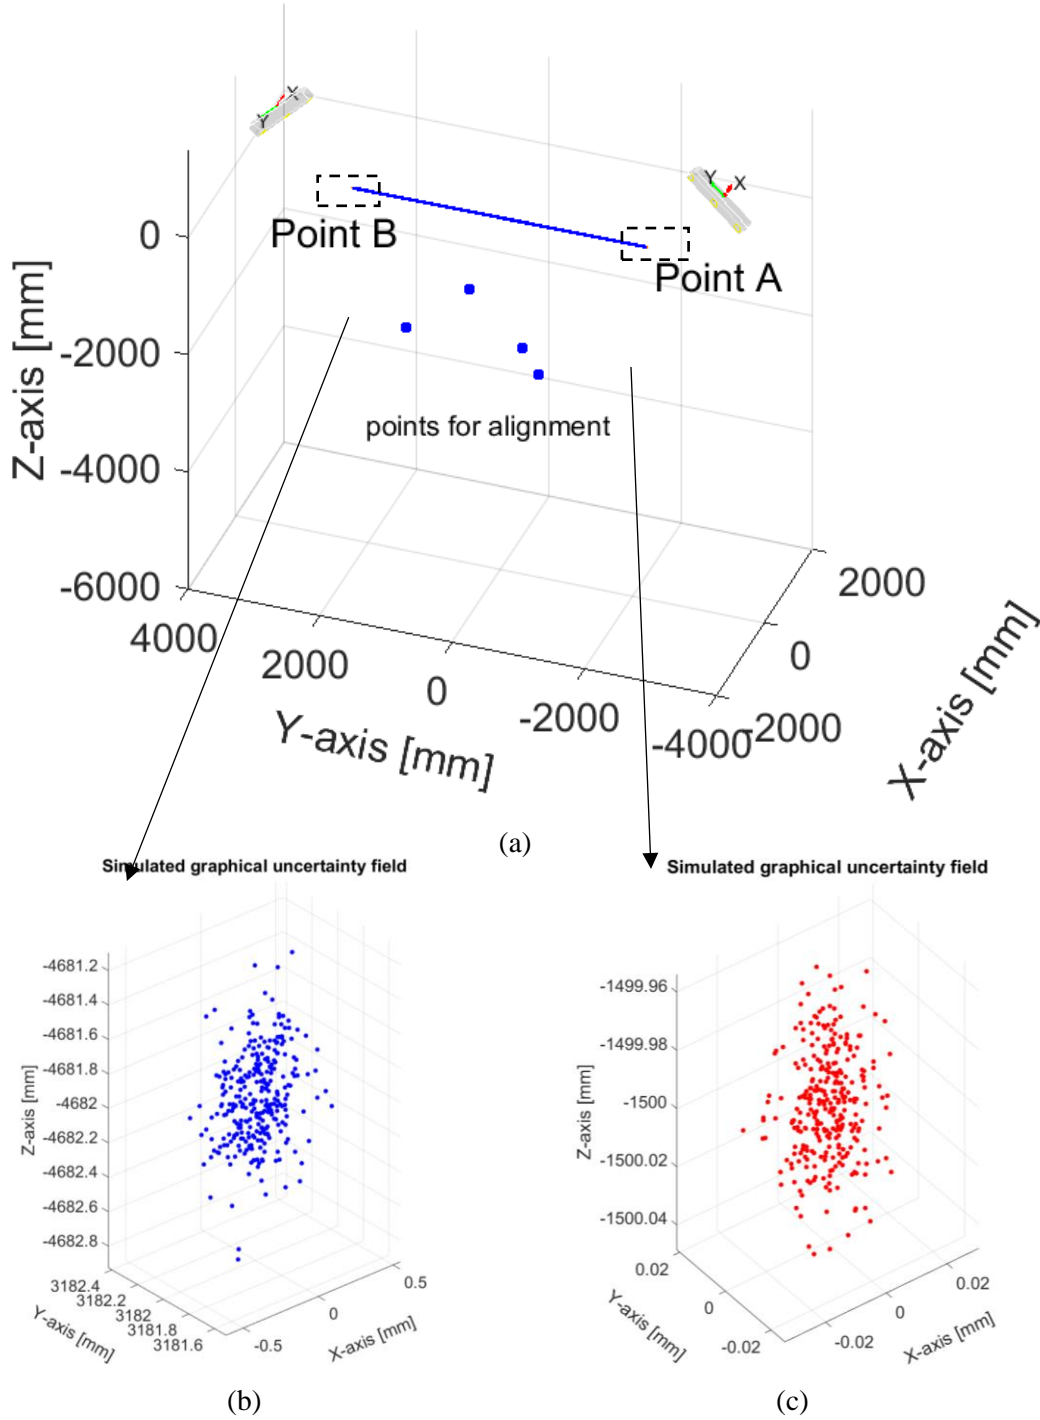 X
Y
Y
X
Point B
Point A
0
-2000
-4000
-6000
Z-axis [mm]
points for alignment
4000
2000
0
-2000
-4000
Y-axis [mm]
2000
0
-2000
X-axis [mm]
(a)
Simulated graphical uncertainty field
-4681.2
-4681.4
-4681.6
-4681.8
-4682
-4682.2
-4682.4
-4682.6
-4682.8
Z-axis [mm]
3182.4
3182.2
3182
3181.8
3181.6
Y-axis [mm]
-0.5
0
0.5
X-axis [mm]
(b)
Simulated graphical uncertainty field
-1499.96
-1499.98
-1500
-1500.02
-1500.04
Z-axis [mm]
0.02
0
-0.02
Y-axis [mm]
-0.02
0
0.02
X-axis [mm]
(c)